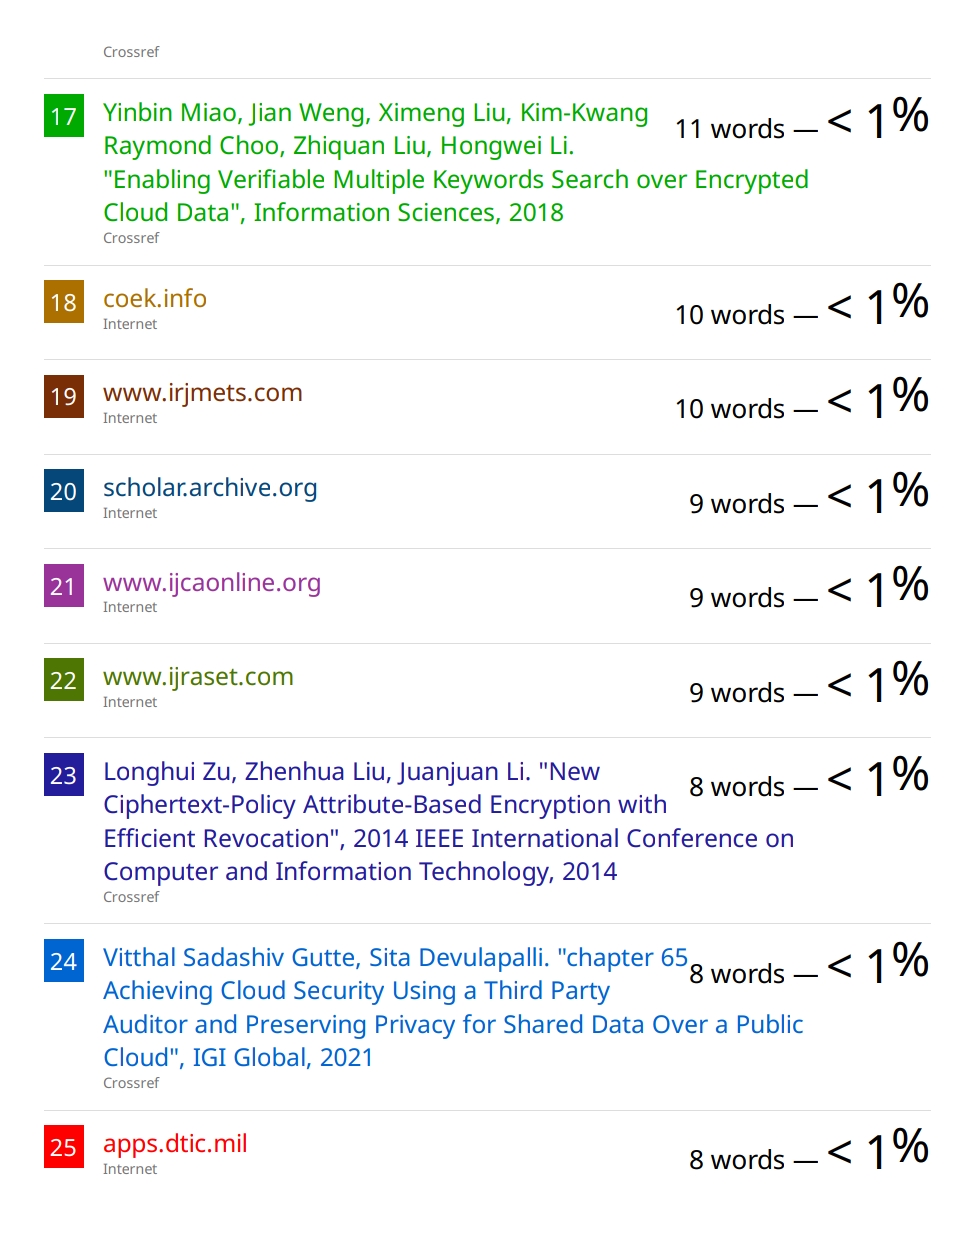 Crossref
17
Yinbin Miao, Jian Weng, Ximeng Liu, Kim-Kwang
11 words — < 1%
Raymond Choo, Zhiquan Liu, Hongwei Li.
"Enabling Verifiable Multiple Keywords Search over Encrypted
Cloud Data", Information Sciences, 2018
Crossref
18
coek.info
10 words — < 1%
Internet
19
www.irjmets.com
10 words — < 1%
Internet
20
scholar.archive.org
9 words — < 1%
Internet
21
www.ijcaonline.org
9 words — < 1%
Internet
22
www.ijraset.com
9 words — < 1%
Internet
23
Longhui Zu, Zhenhua Liu, Juanjuan Li. "New
8 words — < 1%
Ciphertext-Policy Attribute-Based Encryption with
Efficient Revocation", 2014 IEEE International Conference on
Computer and Information Technology, 2014
Crossref
24
Vitthal Sadashiv Gutte, Sita Devulapalli. "chapter 65
8 words — < 1%
Achieving Cloud Security Using a Third Party
Auditor and Preserving Privacy for Shared Data Over a Public
Cloud", IGI Global, 2021
Crossref
25
apps.dtic.mil
8 words — < 1%
Internet